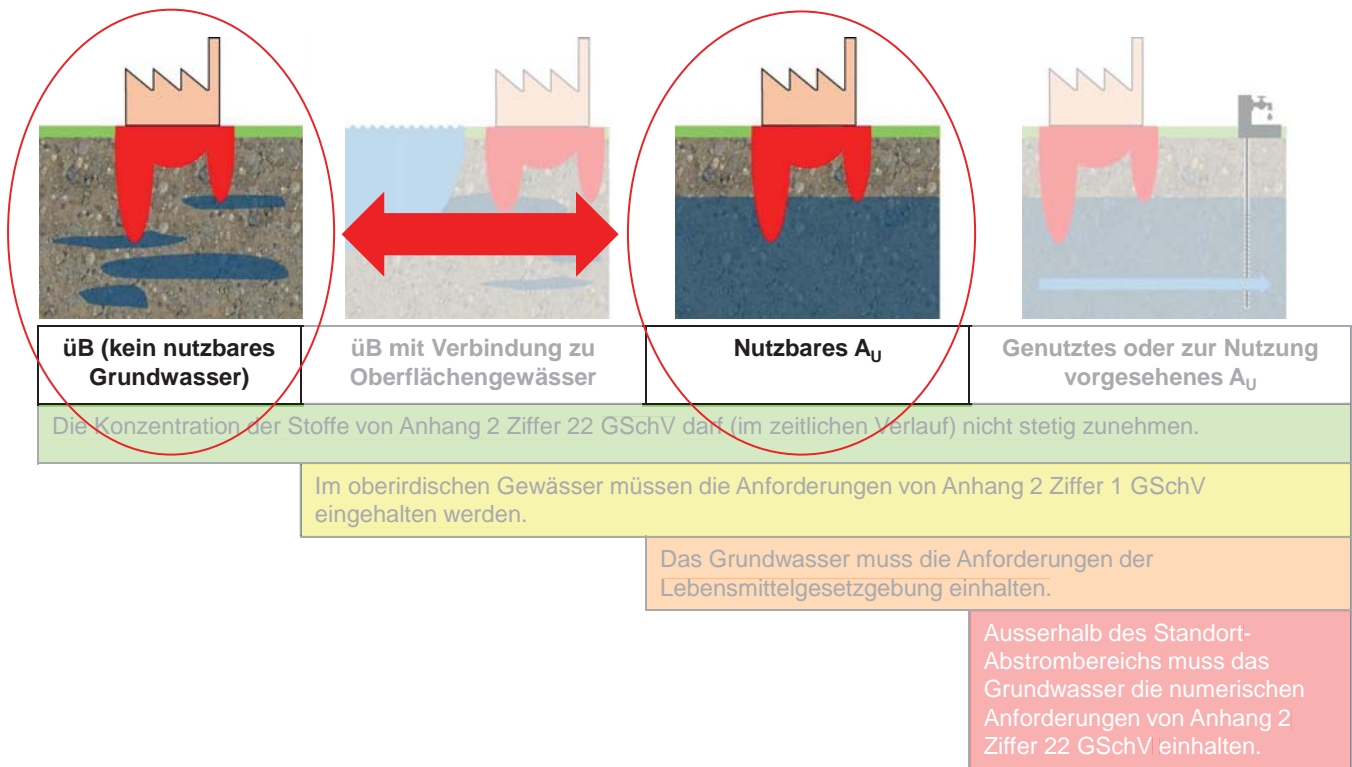 üB (kein nutzbares
Grundwasser)
üB mit Verbindung zu
Oberflächengewässer
Nutzbares AU
Genutztes oder zur Nutzung
vorgesehenes AU
Die Konzentration der Stoffe von Anhang 2 Ziffer 22 GSchV darf (im zeitlichen Verlauf) nicht stetig zunehmen.
Im oberirdischen Gewässer müssen die Anforderungen von Anhang 2 Ziffer 1 GSchV
eingehalten werden.
Das Grundwasser muss die Anforderungen der
Lebensmittelgesetzgebung einhalten.
Ausserhalb des Standort-
Abstrombereichs muss das
Grundwasser die numerischen
Anforderungen von Anhang 2
Ziffer 22 GSchV einhalten.